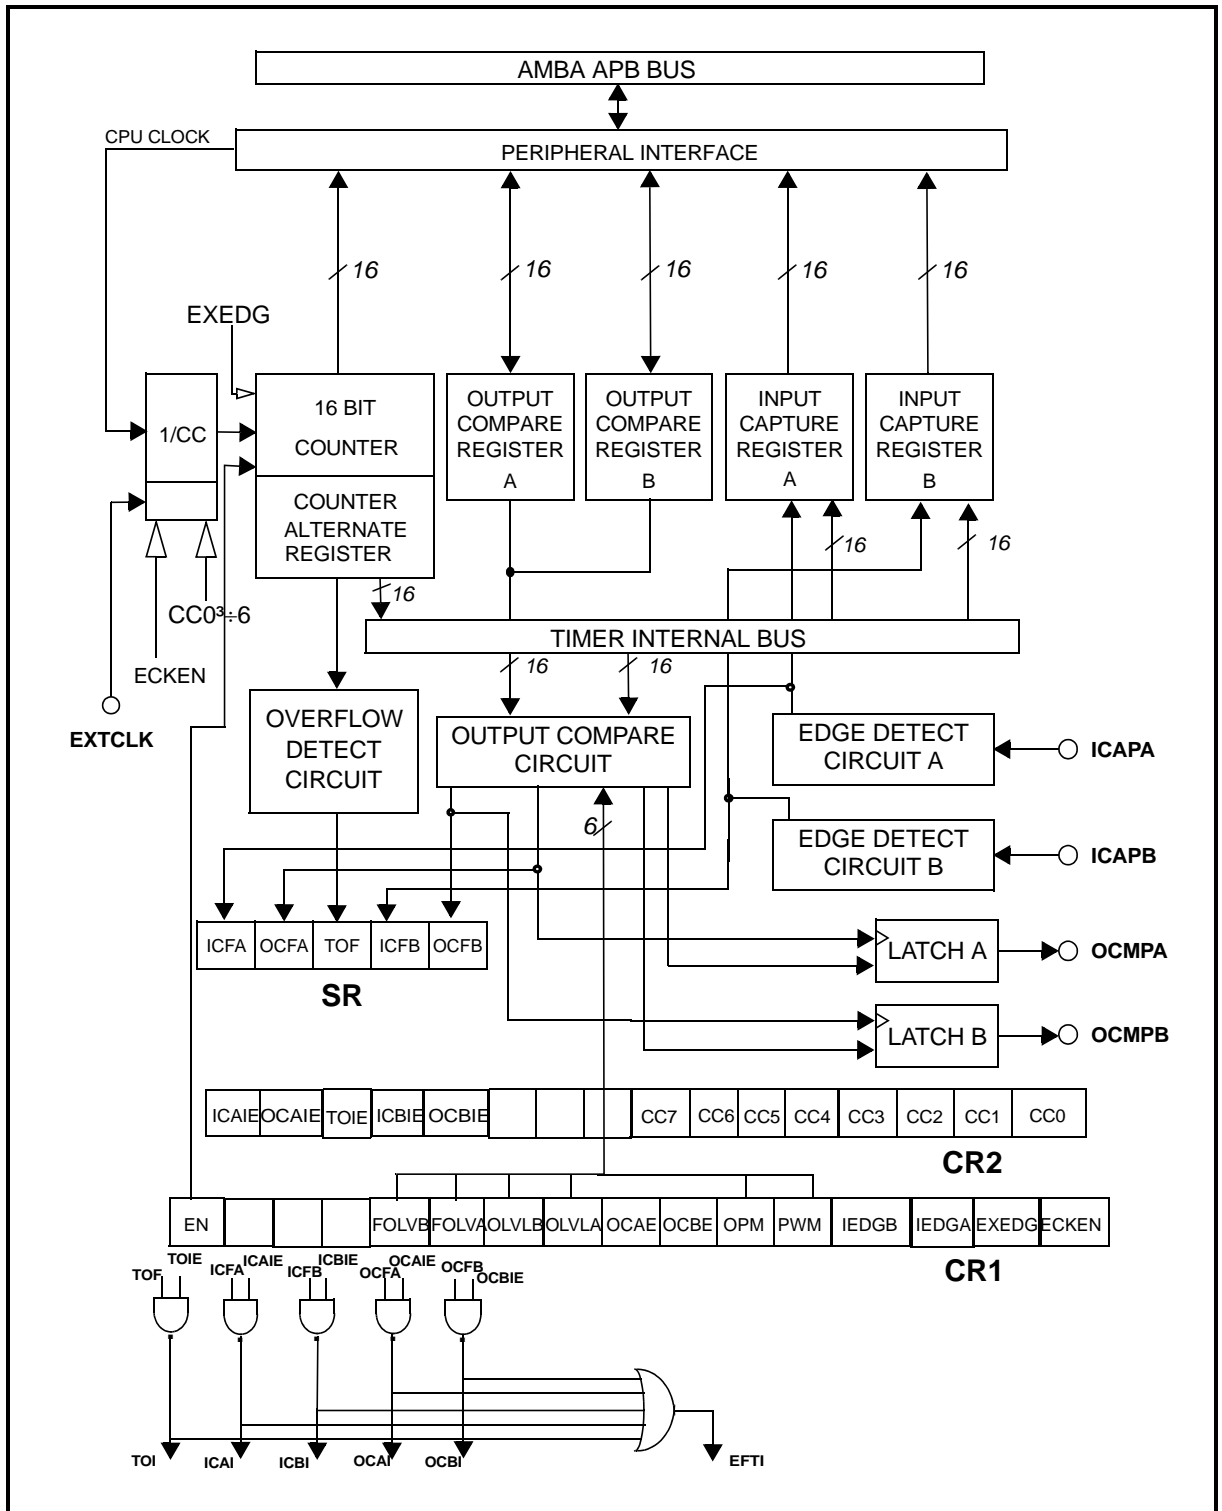 AMBA APB BUS
CPU CLOCK
PERIPHERAL INTERFACE
16
16
16
16
16
EXEDG
1/CC
16 BIT
COUNTER
COUNTER
ALTERNATE
REGISTER
OUTPUT
COMPARE
REGISTER
A
OUTPUT
COMPARE
REGISTER
B
INPUT
CAPTURE
REGISTER
A
INPUT
CAPTURE
REGISTER
B
16
16
16
CC0³÷6
ECKEN
EXTCLK
TIMER INTERNAL BUS
16
16
OVERFLOW
DETECT
CIRCUIT
OUTPUT COMPARE
CIRCUIT
EDGE DETECT
CIRCUIT A
ICAPA
6
EDGE DETECT
CIRCUIT B
ICAPB
ICFA OCFA TOF ICFB OCFB
SR
LATCH A
OCMPA
LATCH B
OCMPB
ICAIE OCAIE TOIE ICBIE OCBIE CC7 CC6 CC5 CC4 CC3 CC2 CC1 CC0
CR2
EN FOLVB FOLVA OLVLB OLVLA OCAE OCBE OPM PWM IEDGB IEDGA EXEDG ECKEN
CR1
TOF TOIE ICFA ICAIE ICFB ICBIE OCFA OCAIE OCFB OCBIE
TOI ICAI ICBI OCAI OCBI EFTI